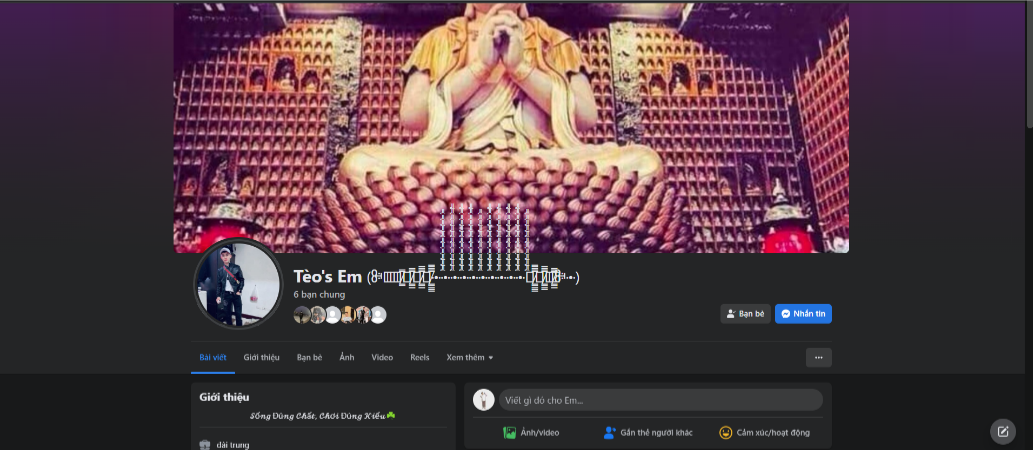 Tèo's Em
6 bạn chung
Bạn bè
Nhắn tin
Bài viết
Giới thiệu
Bạn bè
Ảnh
Video
Reels
Xem thêm
Giới thiệu
Sống Đúng Chất, Chơi Đúng Kiểu☘️
dải trung
Viết gì đó cho Em...
Ảnh/video
Gắn thẻ người khác
Cảm xúc/hoạt động